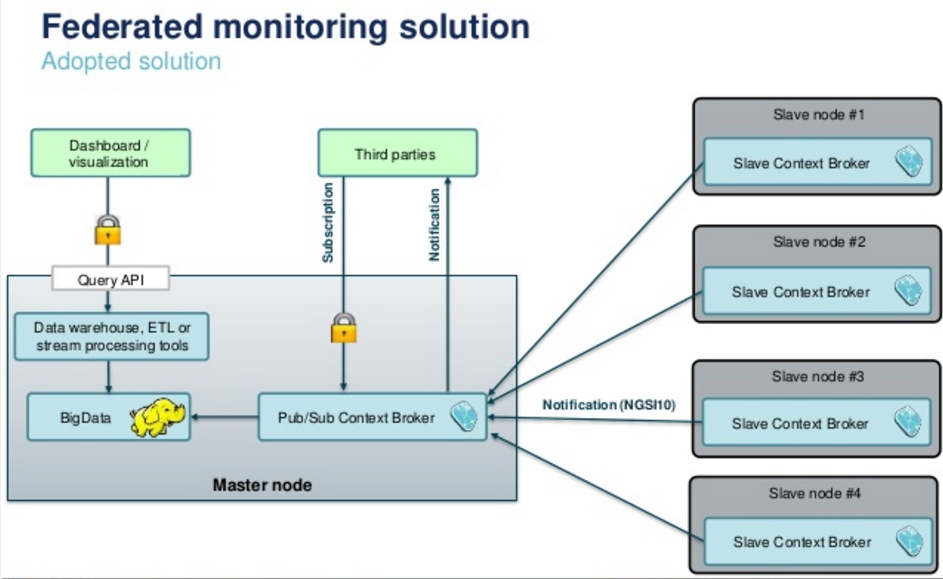 Federated monitoring solution
Adopted solution
Dashboard /
visualization
Third parties
Subscription
Notification
Query API
Data warehouse, ETL or
stream processing tools
BigData
Pub/Sub Context Broker
Master node
Notification (NGSI10)
Slave node #1
Slave Context Broker
Slave node #2
Slave Context Broker
Slave node #3
Slave Context Broker
Slave node #4
Slave Context Broker